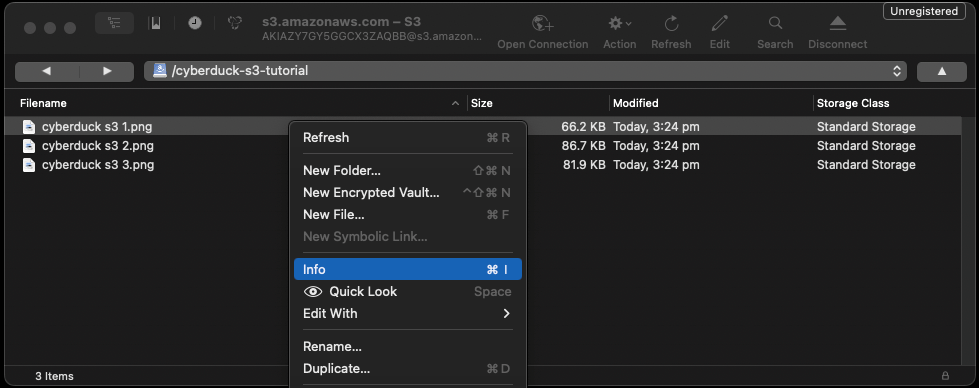 Unregistered
s3.amazonaws.com – S3
AKIAZY7GY5GGCX3ZAQBB@s3.amazon...
Open Connection Action Refresh Edit Search Disconnect
/cyberduck-s3-tutorial
Filename Size Modified Storage Class
cyberduck s3 1.png 66.2 KB Today, 3:24 pm Standard Storage
cyberduck s3 2.png 86.7 KB Today, 3:24 pm Standard Storage
cyberduck s3 3.png 81.9 KB Today, 3:24 pm Standard Storage
Refresh ⌘ R
New Folder... ⇧⌘ N
New Encrypted Vault... ^⇧⌘ N
New File... ⌘ F
New Symbolic Link...
Info ⌘ I
Quick Look Space
Edit With
Rename...
Duplicate... ⌘ D
3 Items